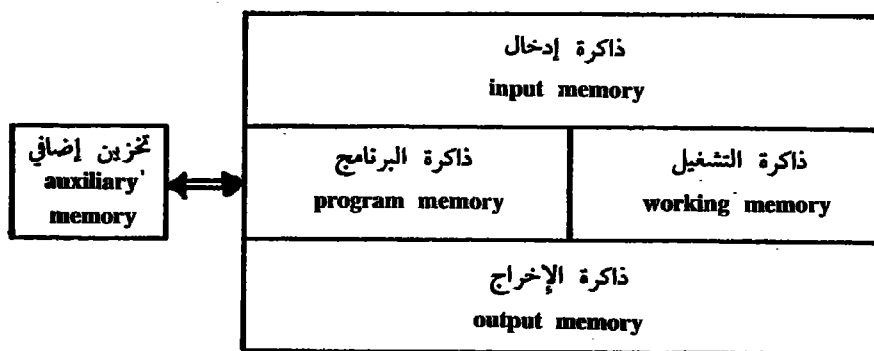 ذاكرة إدخال
input memory
تخزين إضافي
auxiliary
memory
ذاكرة البرنامج
program memory
ذاكرة التشغيل
working memory
ذاكرة الإخراج
output memory